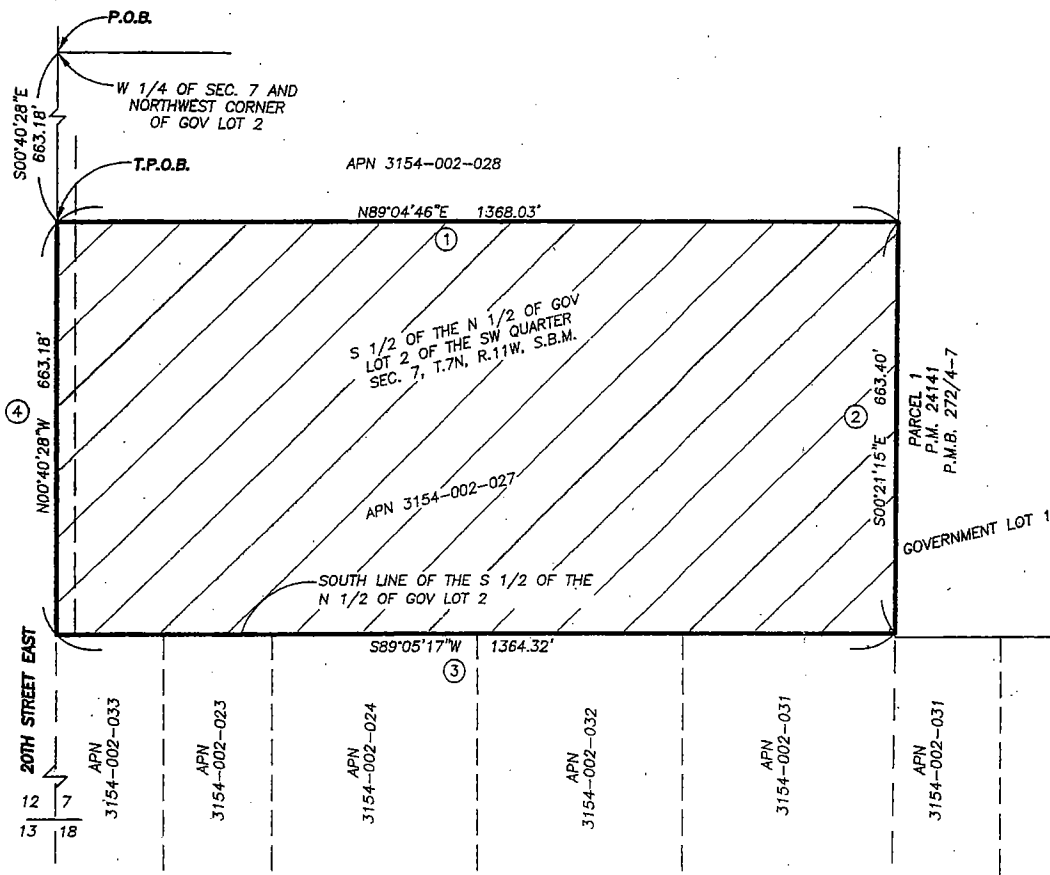 P.O.B.
W 1/4 OF SEC. 7 AND
NORTHWEST CORNER
OF GOV LOT 2
S00°40'28"E
663.18'
T.P.O.B.
APN 3154-002-028
N89°04'46"E 1368.03'
1
S 1/2 OF THE N 1/2 OF GOV
LOT 2 OF THE SW QUARTER
SEC. 7, T.7N, R.11W, S.B.M.
4
N00°40'28"W 663.18'
2
S00°21'15"E 663.40'
PARCEL 1
P.M. 24141
P.M.B. 272/4-7
APN 3154-002-027
GOVERNMENT LOT 1
SOUTH LINE OF THE S 1/2 OF THE
N 1/2 OF GOV LOT 2
S89°05'17"W 1364.32'
3
20TH STREET EAST
12 7
13 18
APN
3154-002-033
APN
3154-002-023
APN
3154-002-024
APN
3154-002-032
APN
3154-002-031
APN
3154-002-031